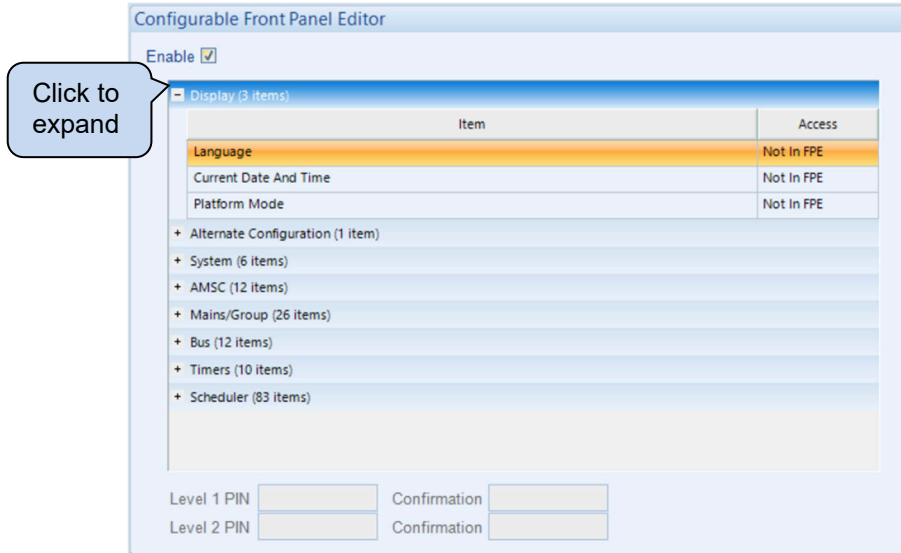 Configurable Front Panel Editor
Enable
Click to
expand
Display (3 items)
Item Access
Language Not In FPE
Current Date And Time Not In FPE
Platform Mode Not In FPE
Alternate Configuration (1 item)
System (6 items)
AMSC (12 items)
Mains/Group (26 items)
Bus (12 items)
Timers (10 items)
Scheduler (83 items)
Level 1 PIN Confirmation
Level 2 PIN Confirmation